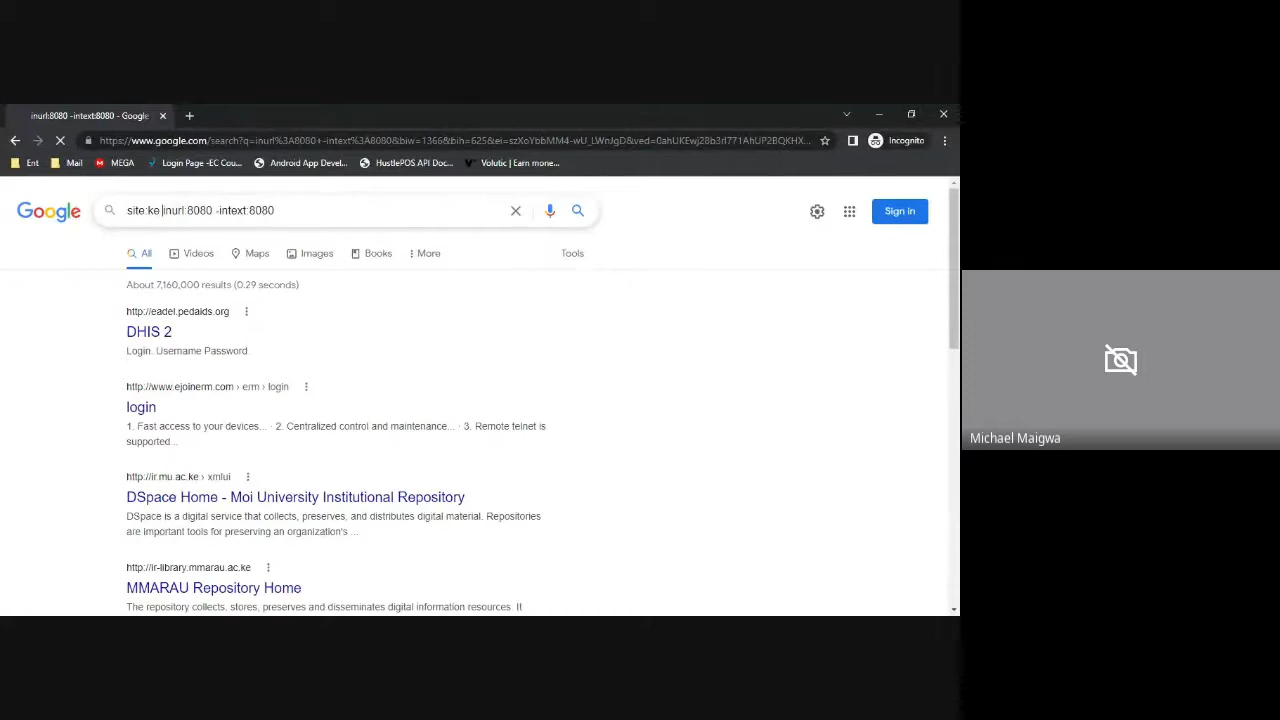 inurl:8080 -intext:8080 - Google
https://www.google.com/search?q=inurl%3A8080+-intext%3A8080&biw=1366&bih=625&ei=szXoYbbMM4-wU_LWnJgD&ved=0ahUKEwj28b3rl771AhUP2BQKHX...
Incognito
Ent
Mail
MEGA
Login Page -EC Cou...
Android App Devel...
HustlePOS API Doc...
Volutic | Earn mone...
Google
site:ke inurl:8080 -intext:8080
Sign in
All
Videos
Maps
Images
Books
More
Tools
About 7,160,000 results (0.29 seconds)
http://eadel.pedaids.org
DHIS 2
Login. Username Password.
http://www.ejoinerm.com › erm › login
login
1. Fast access to your devices... · 2. Centralized control and maintenance... · 3. Remote telnet is
supported...
http://ir.mu.ac.ke › xmlui
DSpace Home - Moi University Institutional Repository
DSpace is a digital service that collects, preserves, and distributes digital material. Repositories
are important tools for preserving an organization's ...
http://ir-library.mmarau.ac.ke
MMARAU Repository Home
The repository collects, stores, preserves and disseminates digital information resources. It
Michael Maigwa